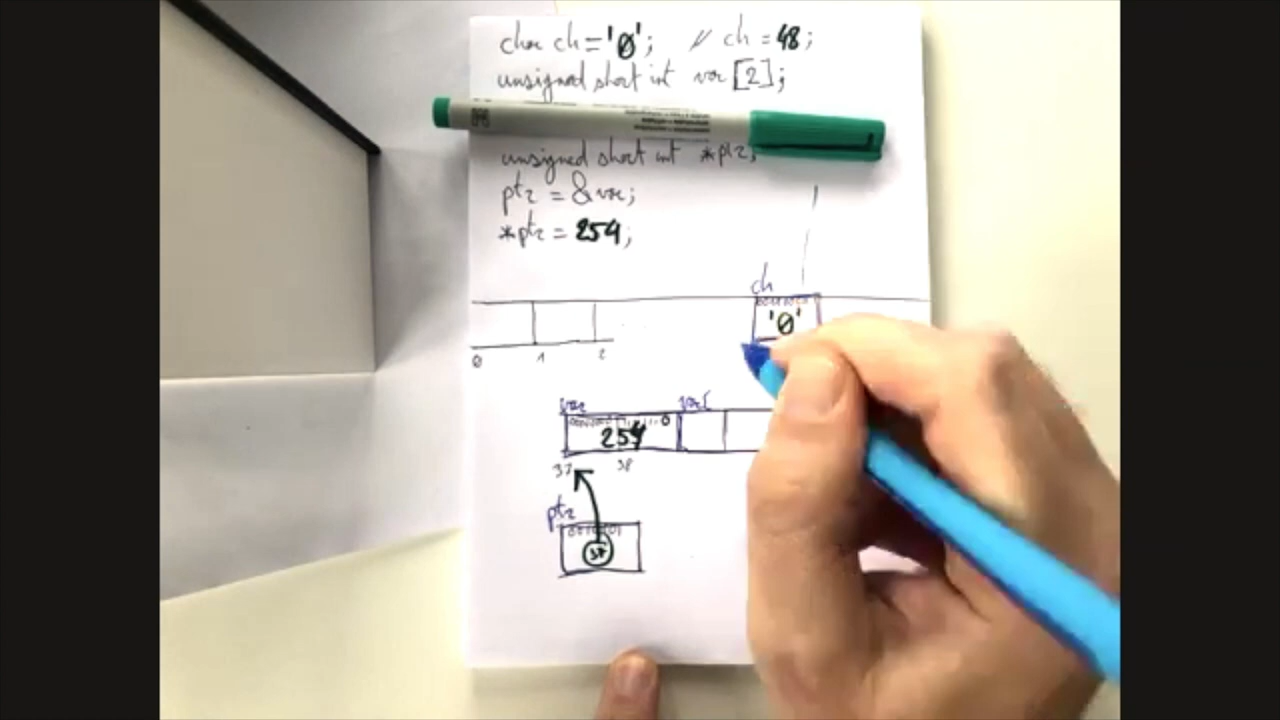 char ch = '0'; // ch = 48;
unsigned short int var [2];
unsigned short int *ptr;
ptr = &var;
*ptr = 254;
ch
'0'
0 1 2
var var[
254 0
37 38
ptr
37